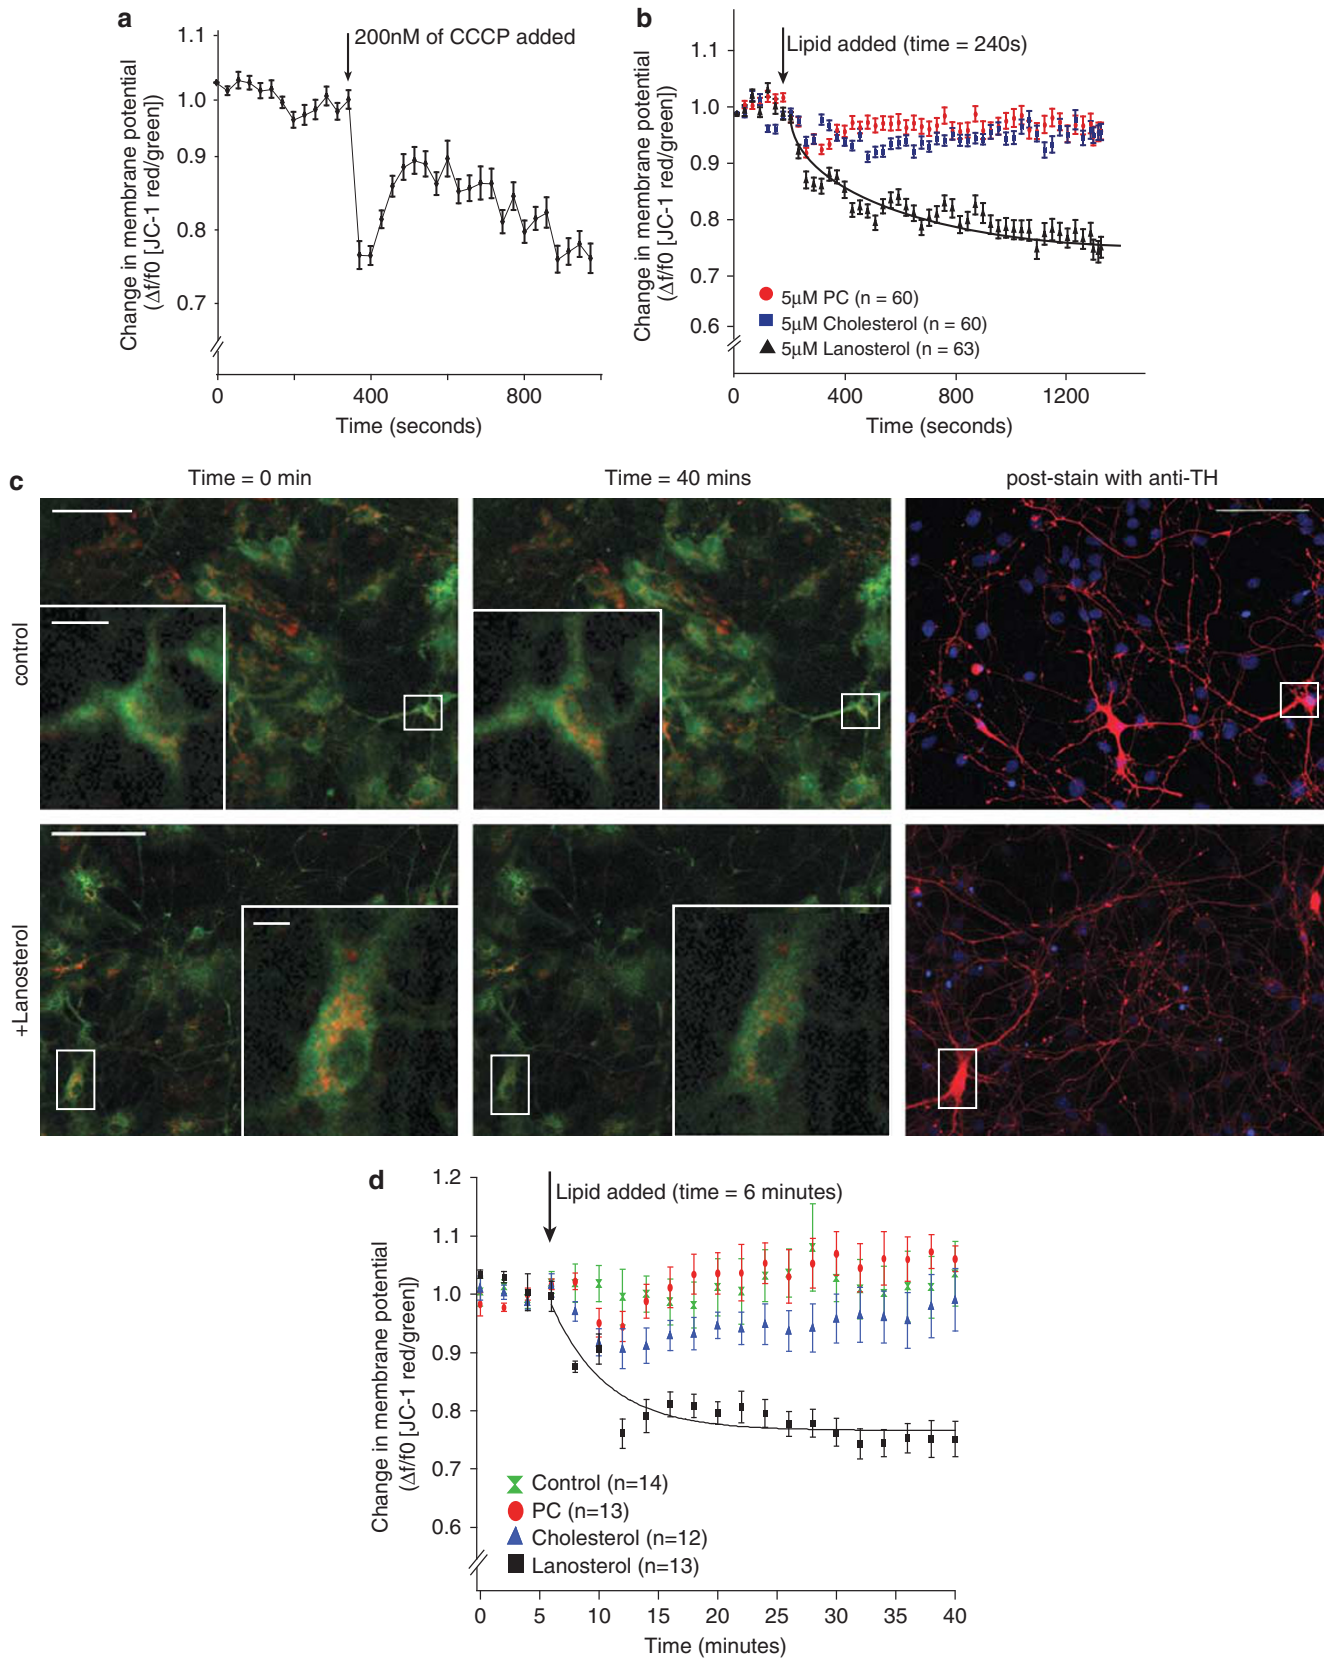 a
200nM of CCCP added
Change in membrane potential
(Δf/f0 [JC-1 red/green])
1.1
1.0
0.9
0.8
0.7
0
400
800
Time (seconds)
b
Lipid added (time = 240s)
Change in membrane potential
(Δf/f0 [JC-1 red/green])
1.1
1.0
0.9
0.8
0.7
0.6
5µM PC (n = 60)
5µM Cholesterol (n = 60)
5µM Lanosterol (n = 63)
0
400
800
1200
Time (seconds)
c
Time = 0 min
Time = 40 mins
post-stain with anti-TH
control
+Lanosterol
d
Lipid added (time = 6 minutes)
Change in membrane potential
(Δf/f0 [JC-1 red/green])
1.2
1.1
1.0
0.9
0.8
0.7
0.6
Control (n=14)
PC (n=13)
Cholesterol (n=12)
Lanosterol (n=13)
0
5
10
15
20
25
30
35
40
Time (minutes)